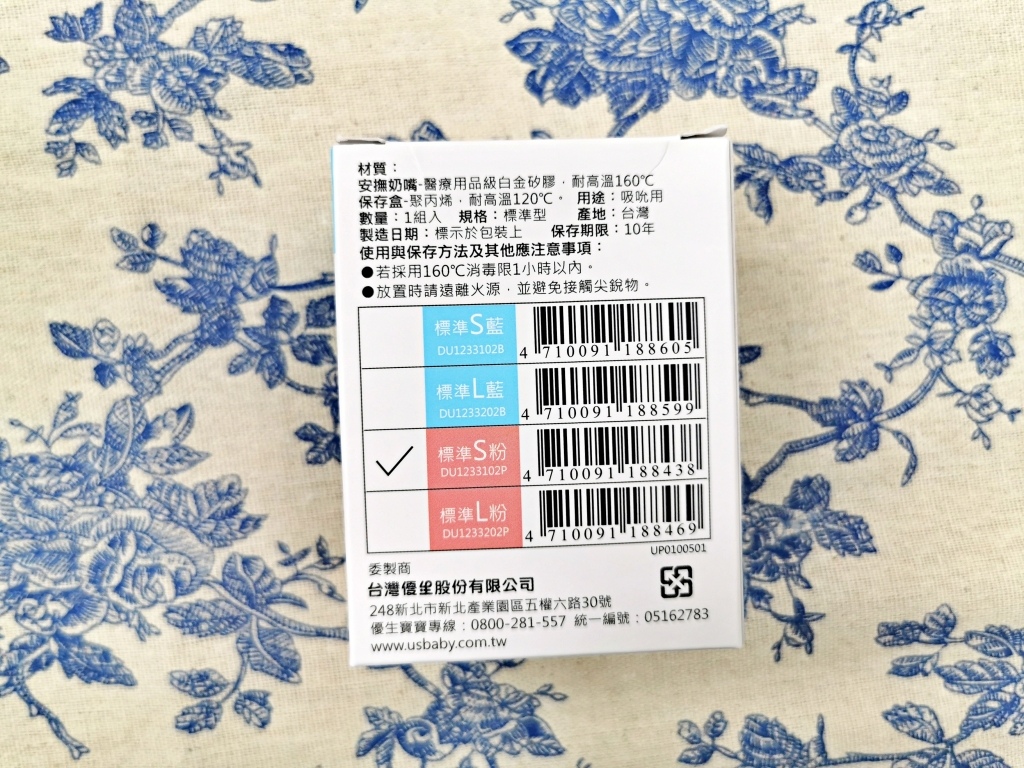 材質：
安撫奶嘴-醫療用品級白金矽膠，耐高溫160℃
保存盒-聚丙烯，耐高溫120℃。 用途：吸吮用
數量：1組入 規格：標準型 產地：台灣
製造日期：標示於包裝上 保存期限：10年
使用與保存方法及其他應注意事項：
●若採用160℃消毒限1小時以內。
●放置時請遠離火源，並避免接觸尖銳物。
標準S藍
DU1233102B
4 710091 188605
標準L藍
DU1233202B
4 710091 188599
標準S粉
DU1233102P
4 710091 188438
標準L粉
DU1233202P
4 710091 188469
UP0100501
委製商
台灣優生股份有限公司
248新北市新北產業園區五權六路30號
優生寶寶專線：0800-281-557 統一編號：05162783
www.usbaby.com.tw